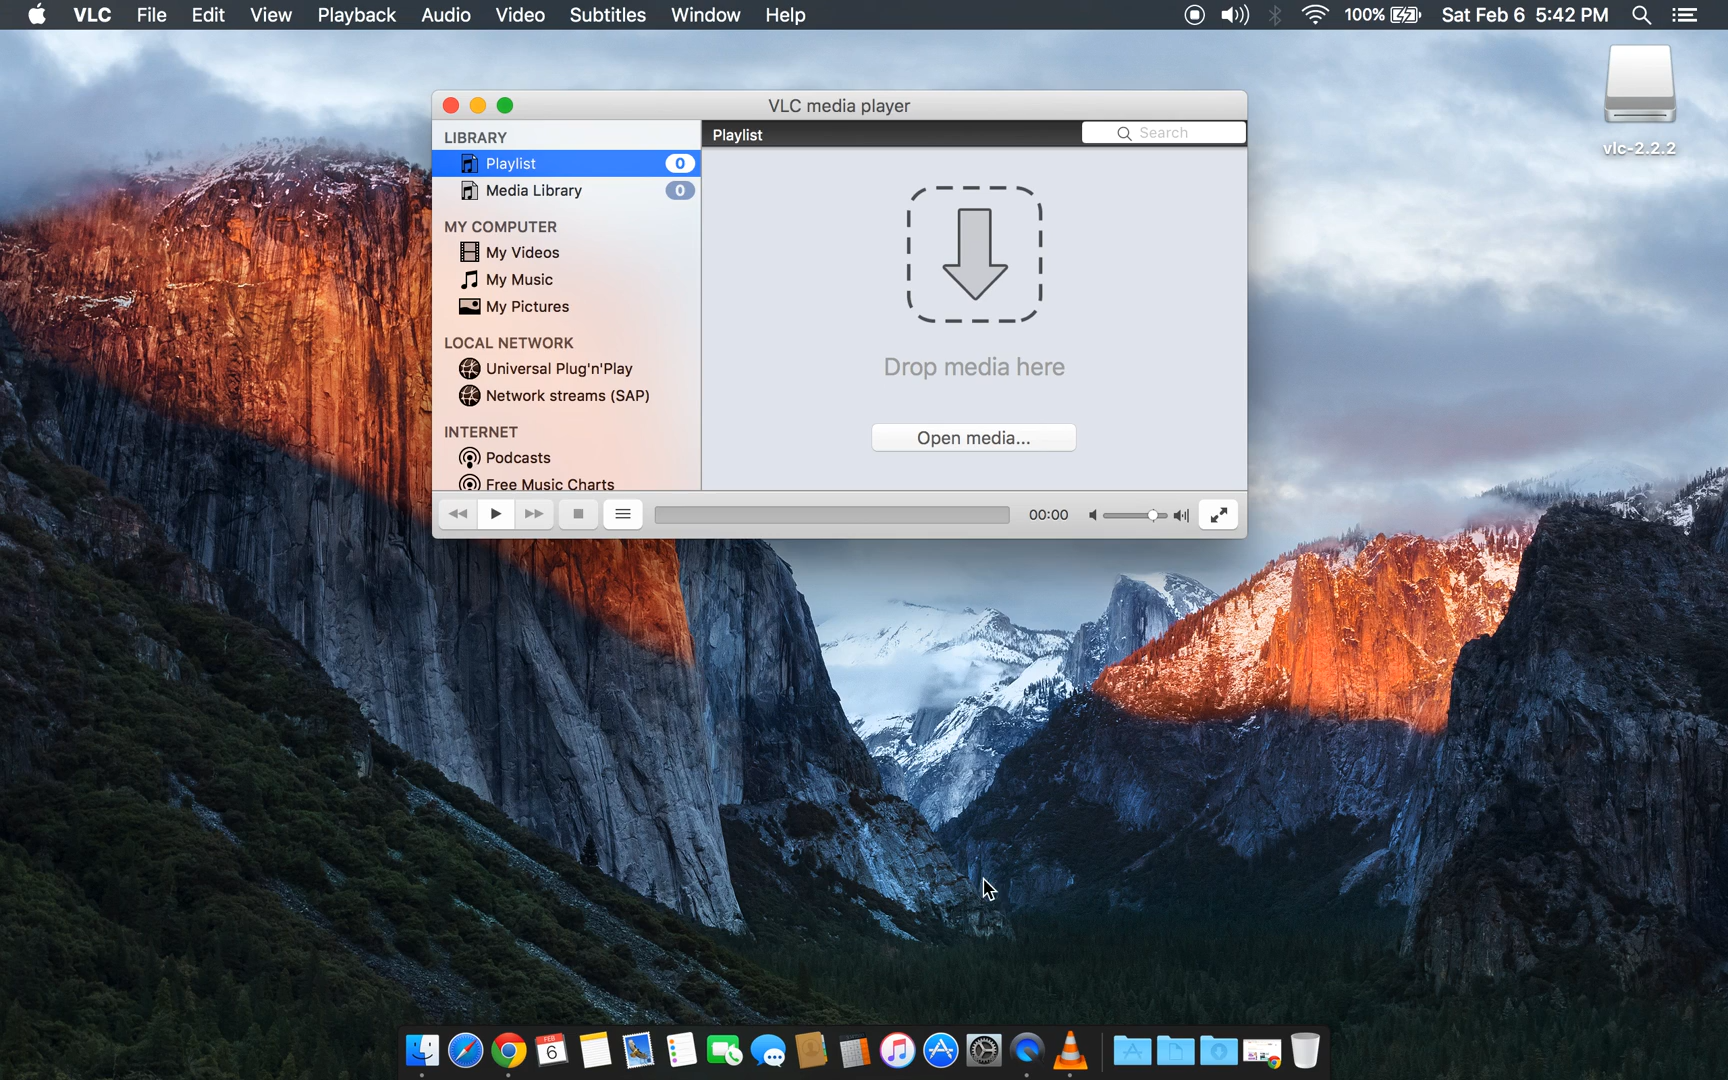 VLC File Edit View Playback Audio Video Subtitles Window Help 100% Sat Feb 6 5:42 PM
vlc-2.2.2
VLC media player
LIBRARY
Playlist 0
Media Library 0
MY COMPUTER
My Videos
My Music
My Pictures
LOCAL NETWORK
Universal Plug'n'Play
Network streams (SAP)
INTERNET
Podcasts
Free Music Charts
Playlist
Search
Drop media here
Open media...
00:00
FEB
6